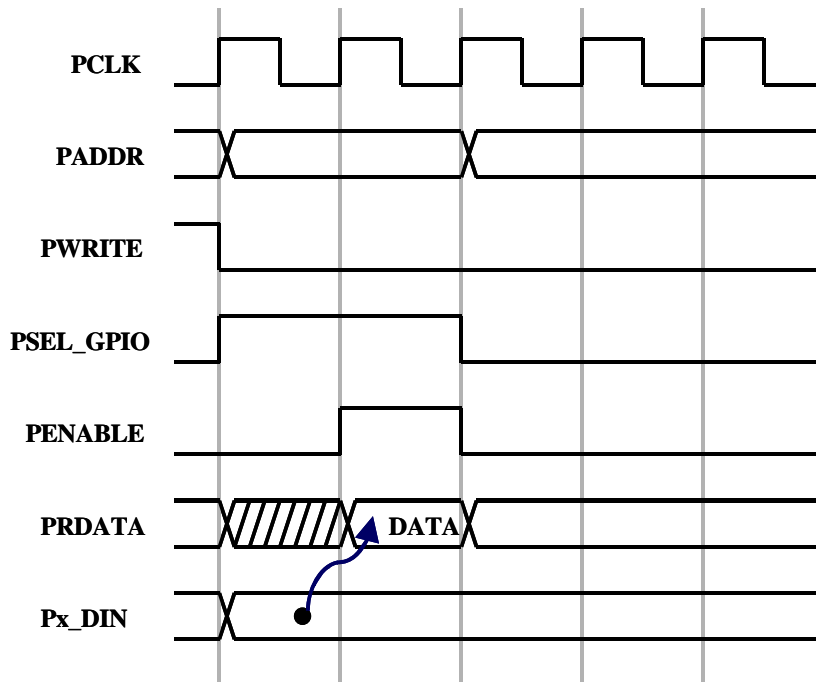 PCLK
PADDR
PWRITE
PSEL_GPIO
PENABLE
PRDATA
DATA
Px_DIN